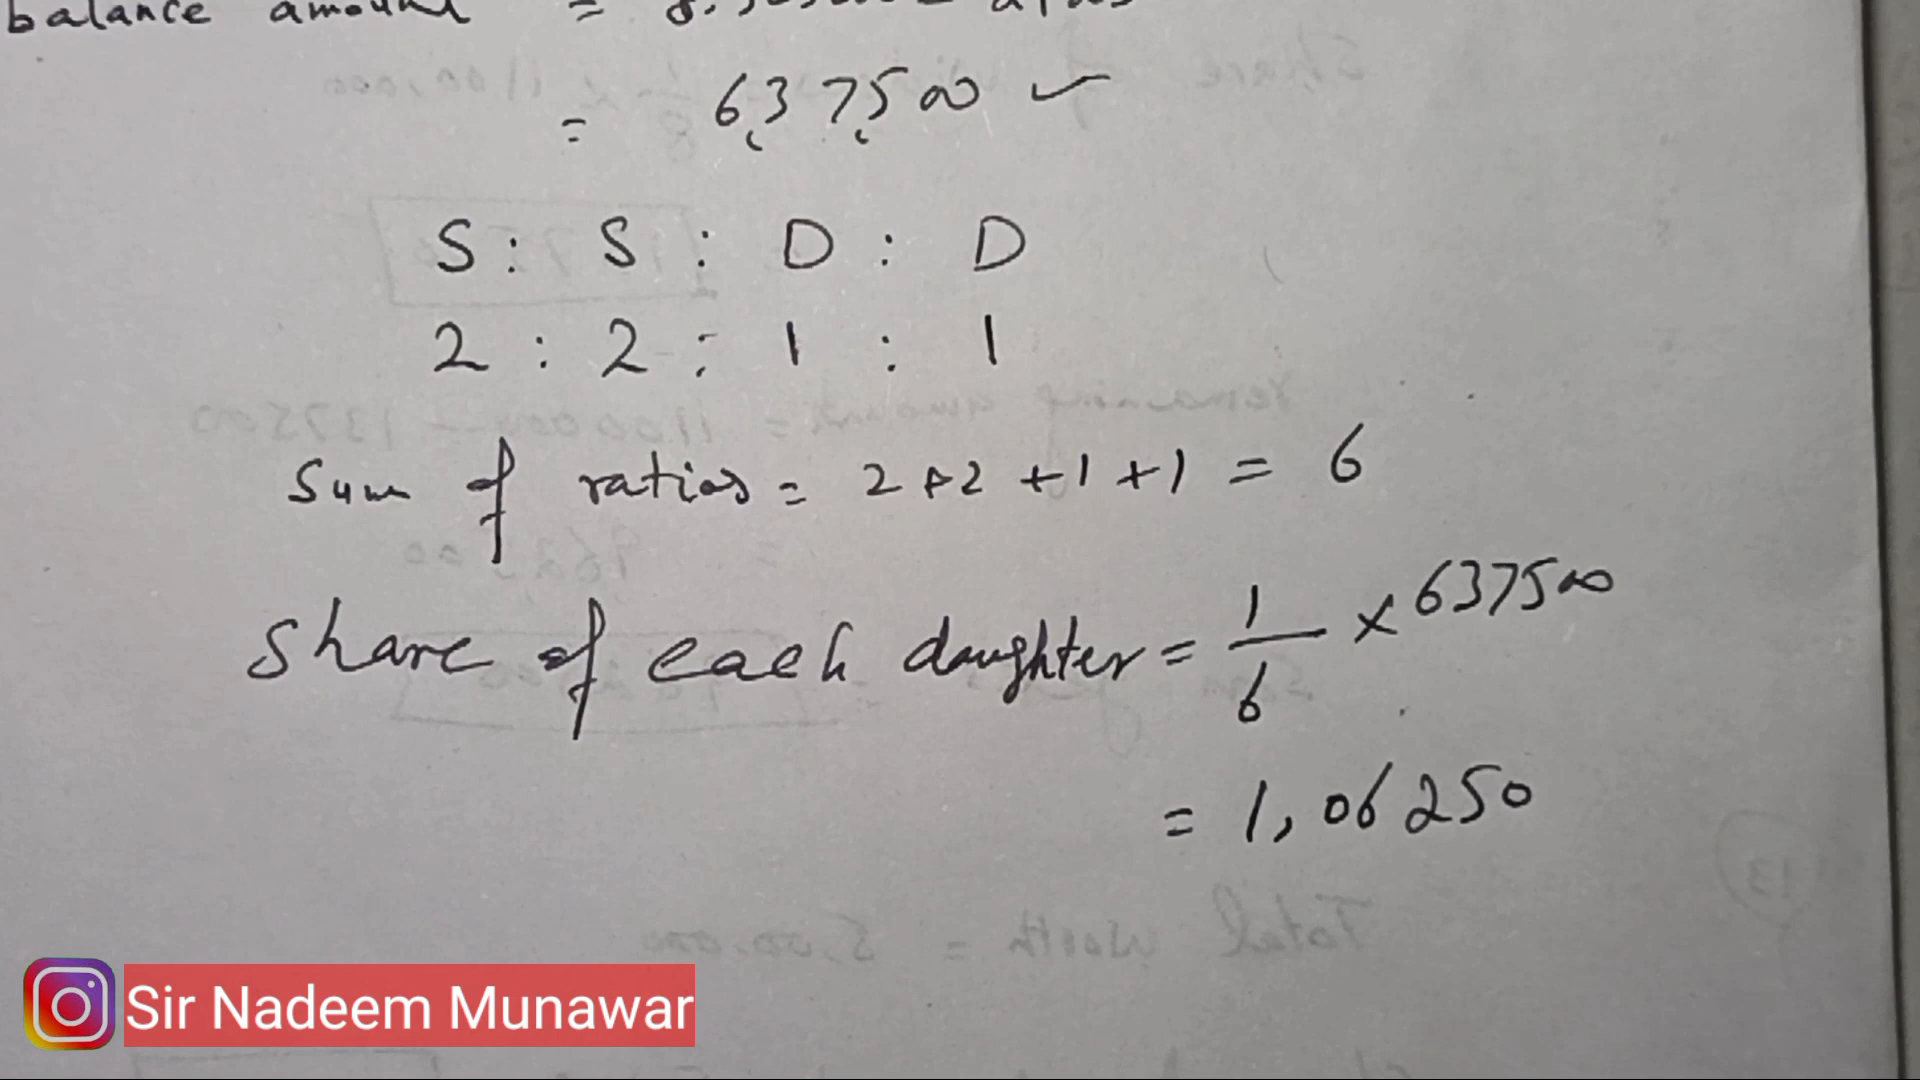 balance amount =
= 637500
S : S : D : D
2 : 2 : 1 : 1
Sum of ratios = 2+2+1+1 = 6
Share of each daughter = 1/6 × 637500
= 1,06250
Sir Nadeem Munawar